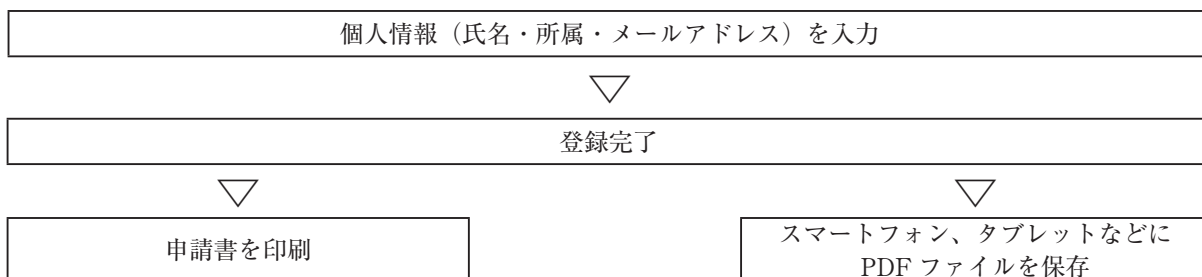 個人情報（氏名・所属・メールアドレス）を入力
登録完了
申請書を印刷
スマートフォン、タブレットなどに
PDF ファイルを保存